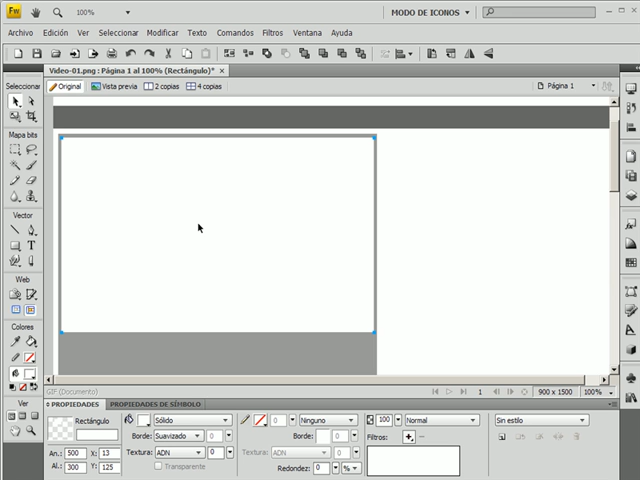 Fw 100% MODO DE ICONOS
Archivo Edición Ver Seleccionar Modificar Texto Comandos Filtros Ventana Ayuda
Video-01.png : Página 1 al 100% (Rectángulo)*
Seleccionar
Original Vista previa 2 copias 4 copias Página 1
Mapa bits
Vector
T
Web
Colores
Ver
GIF (Documento) 1 900 x 1500 100%
PROPIEDADES PROPIEDADES DE SÍMBOLO
Rectángulo Sólido 0 Ninguno 100 Normal Sin estilo
Borde: Suavizado 0 Borde: 0 Filtros:
An.: 500 X: 13 Textura: ADN 0 Textura: ADN 0
Al.: 300 Y: 125 Transparente Redondez: 0 %